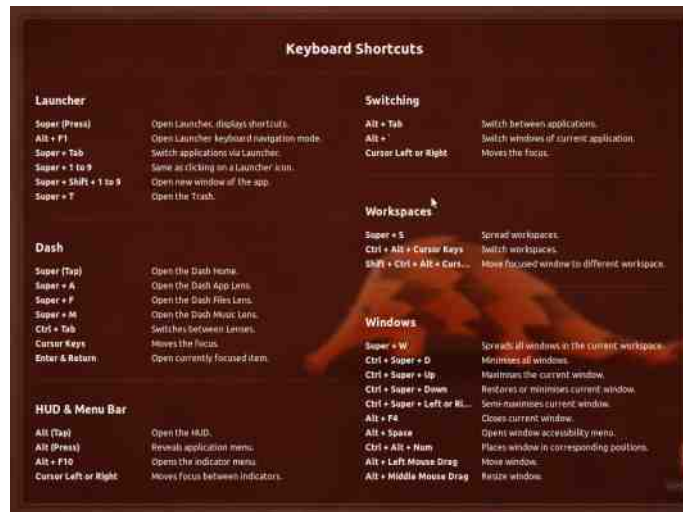 Keyboard Shortcuts
Launcher
Super (Press) Open Launcher, displays shortcuts.
Alt + F1 Open Launcher keyboard navigation mode.
Super + Tab Switch applications via Launcher.
Super + 1 to 9 Same as clicking on a Launcher icon.
Super + Shift + 1 to 9 Open new window of the app.
Super + T Open the Trash.
Dash
Super (Tap) Open the Dash Home.
Super + A Open the Dash App Lens.
Super + F Open the Dash Files Lens.
Super + M Open the Dash Music Lens.
Ctrl + Tab Switches between Lenses.
Cursor Keys Moves the focus.
Enter & Return Open currently focused item.
HUD & Menu Bar
Alt (Tap) Open the HUD.
Alt (Press) Reveals application menu.
Alt + F10 Opens the indicator menu.
Cursor Left or Right Moves focus between indicators.
Switching
Alt + Tab Switch between applications.
Alt + ` Switch windows of current application.
Cursor Left or Right Moves the focus.
Workspaces
Super + S Spread workspaces.
Ctrl + Alt + Cursor Keys Switch workspaces.
Shift + Ctrl + Alt + Curs... Move focused window to different workspace.
Windows
Super + W Spreads all windows in the current workspace.
Ctrl + Super + D Minimises all windows.
Ctrl + Super + Up Maximises the current window.
Ctrl + Super + Down Restores or minimises current window.
Ctrl + Super + Left or Ri... Semi-maximises current window.
Alt + F4 Closes current window.
Alt + Space Opens window accessibility menu.
Ctrl + Alt + Num Places window in corresponding positions.
Alt + Left Mouse Drag Move window.
Alt + Middle Mouse Drag Resize window.